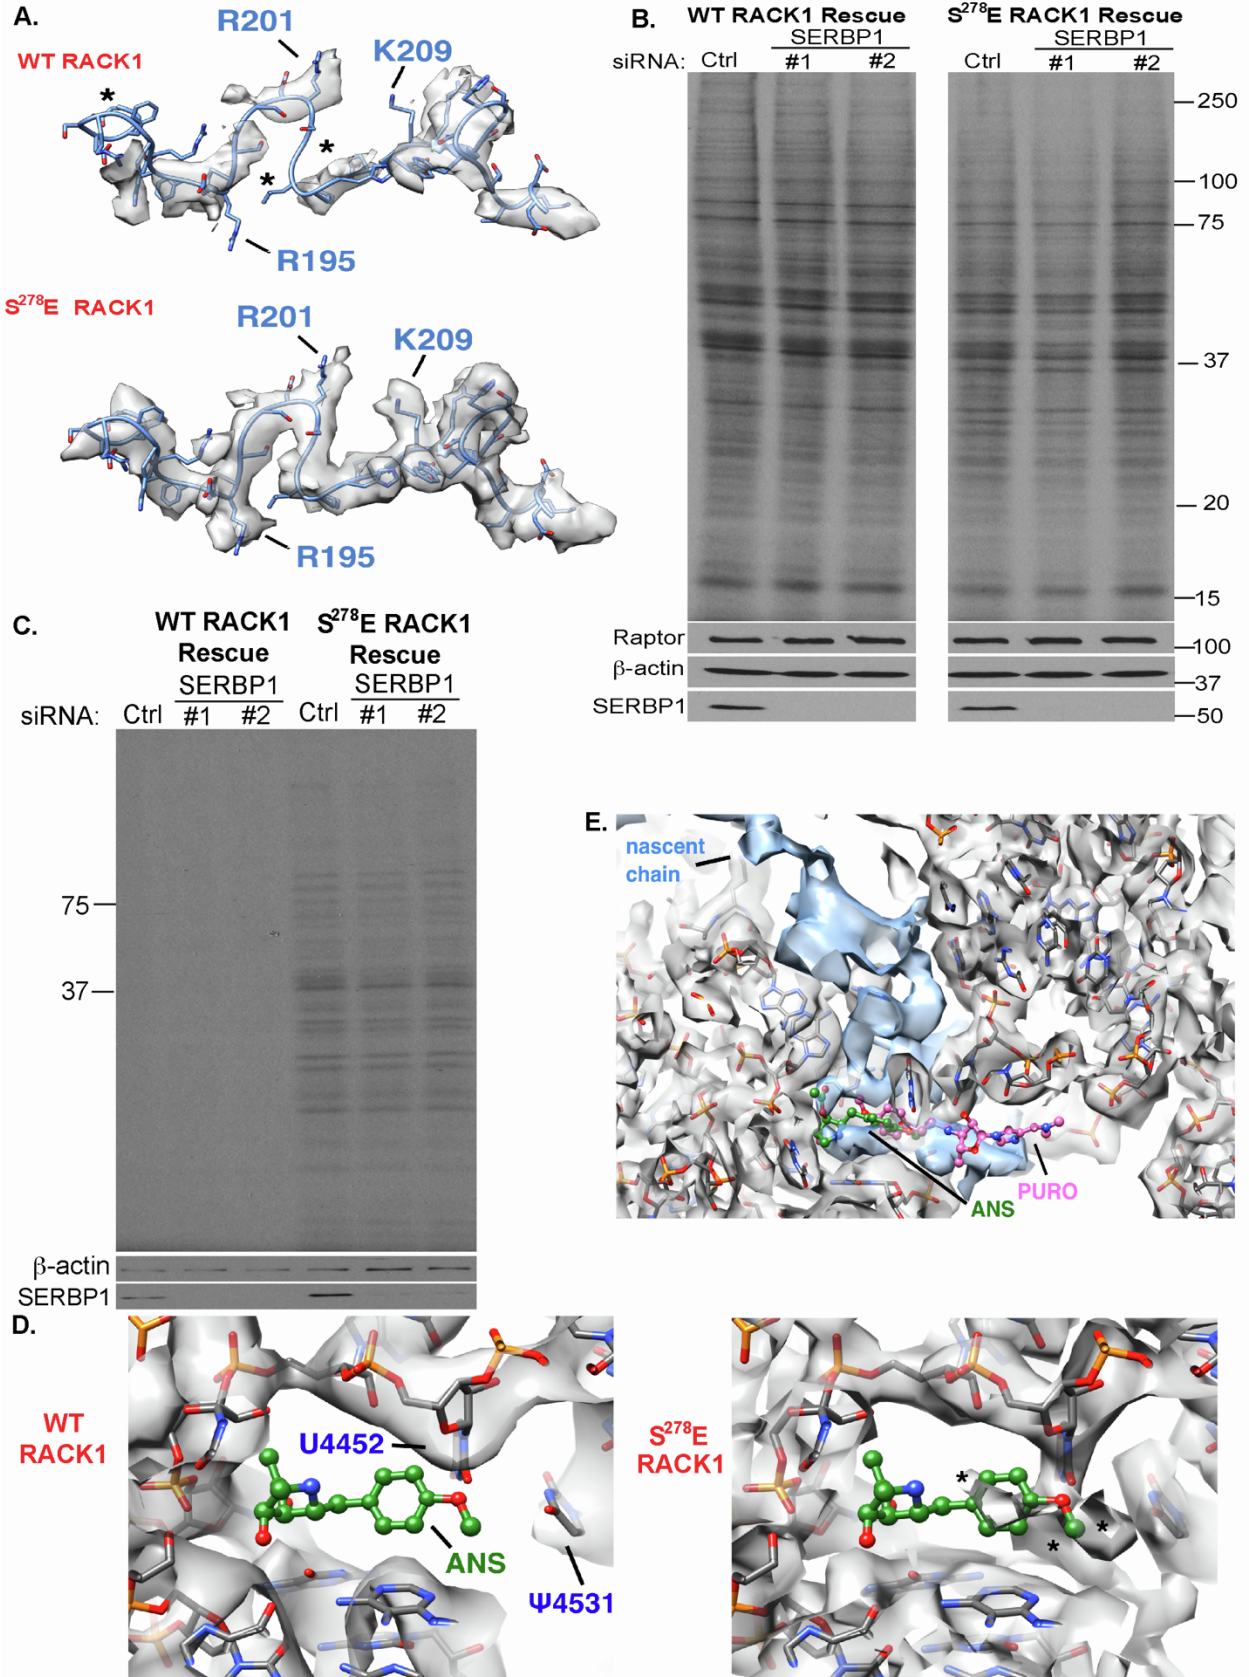 A.
WT RACK1
R201
K209
*
*
*
R195
S²⁷⁸E RACK1
R201
K209
R195
B.
WT RACK1 Rescue
S²⁷⁸E RACK1 Rescue
SERBP1
SERBP1
siRNA: Ctrl #1 #2 Ctrl #1 #2
250
100
75
37
20
15
Raptor
100
β-actin
37
SERBP1
50
C.
WT RACK1 Rescue
S²⁷⁸E RACK1 Rescue
SERBP1
SERBP1
siRNA: Ctrl #1 #2 Ctrl #1 #2
75
37
β-actin
SERBP1
E.
nascent
chain
PURO
ANS
D.
WT
RACK1
U4452
ANS
Ψ4531
S²⁷⁸E
RACK1
*
*
*